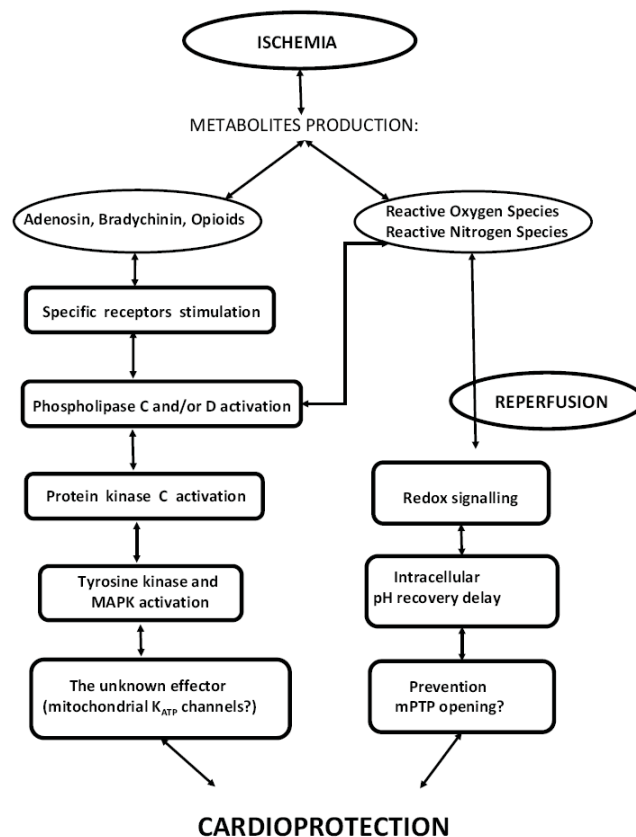 ISCHEMIA
METABOLITES PRODUCTION:
Adenosin, Bradychinin, Opioids
Reactive Oxygen Species
Reactive Nitrogen Species
Specific receptors stimulation
Phospholipase C and/or D activation
REPERFUSION
Protein kinase C activation
Redox signalling
Tyrosine kinase and
MAPK activation
Intracellular
pH recovery delay
The unknown effector
(mitochondrial K_ATP channels?)
Prevention
mPTP opening?
CARDIOPROTECTION